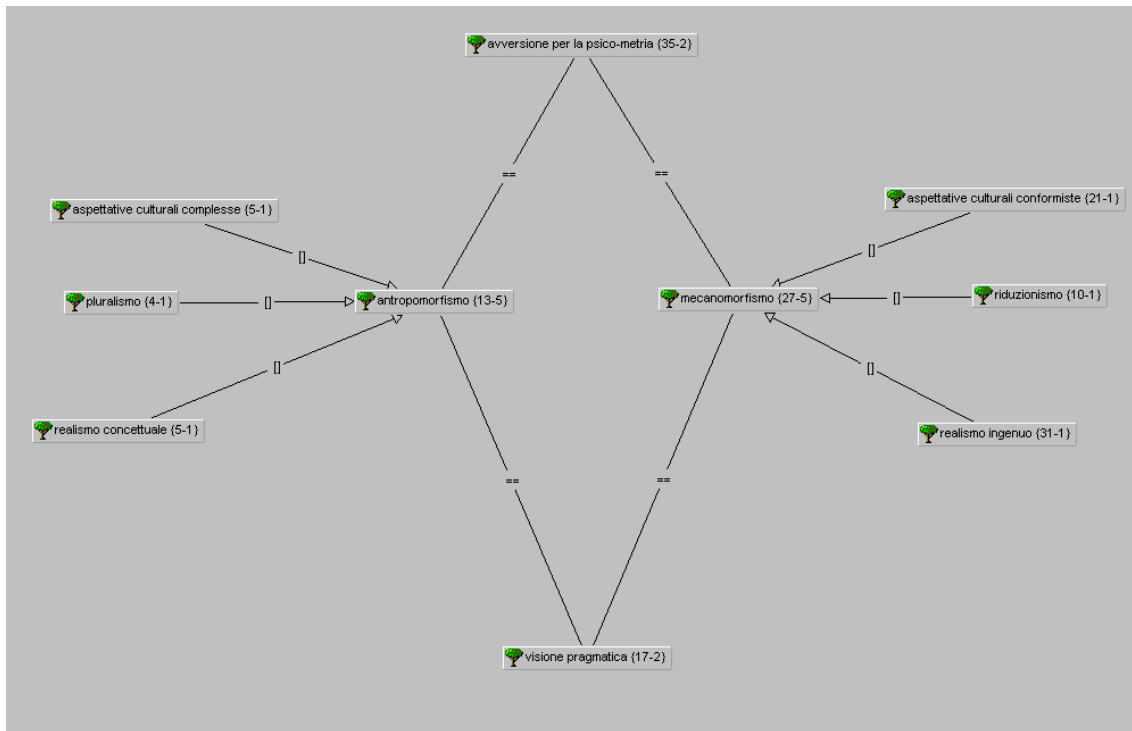 avversione per la psico-metria {35-2}
==
==
aspettative culturali complesse {5-1}
aspettative culturali conformiste {21-1}
[]
[]
pluralismo {4-1}
[]
antropomorfismo {13-5}
mecanomorfismo {27-5}
[]
riduzionismo {10-1}
[]
[]
realismo concettuale {5-1}
realismo ingenuo {31-1}
==
==
visione pragmatica {17-2}